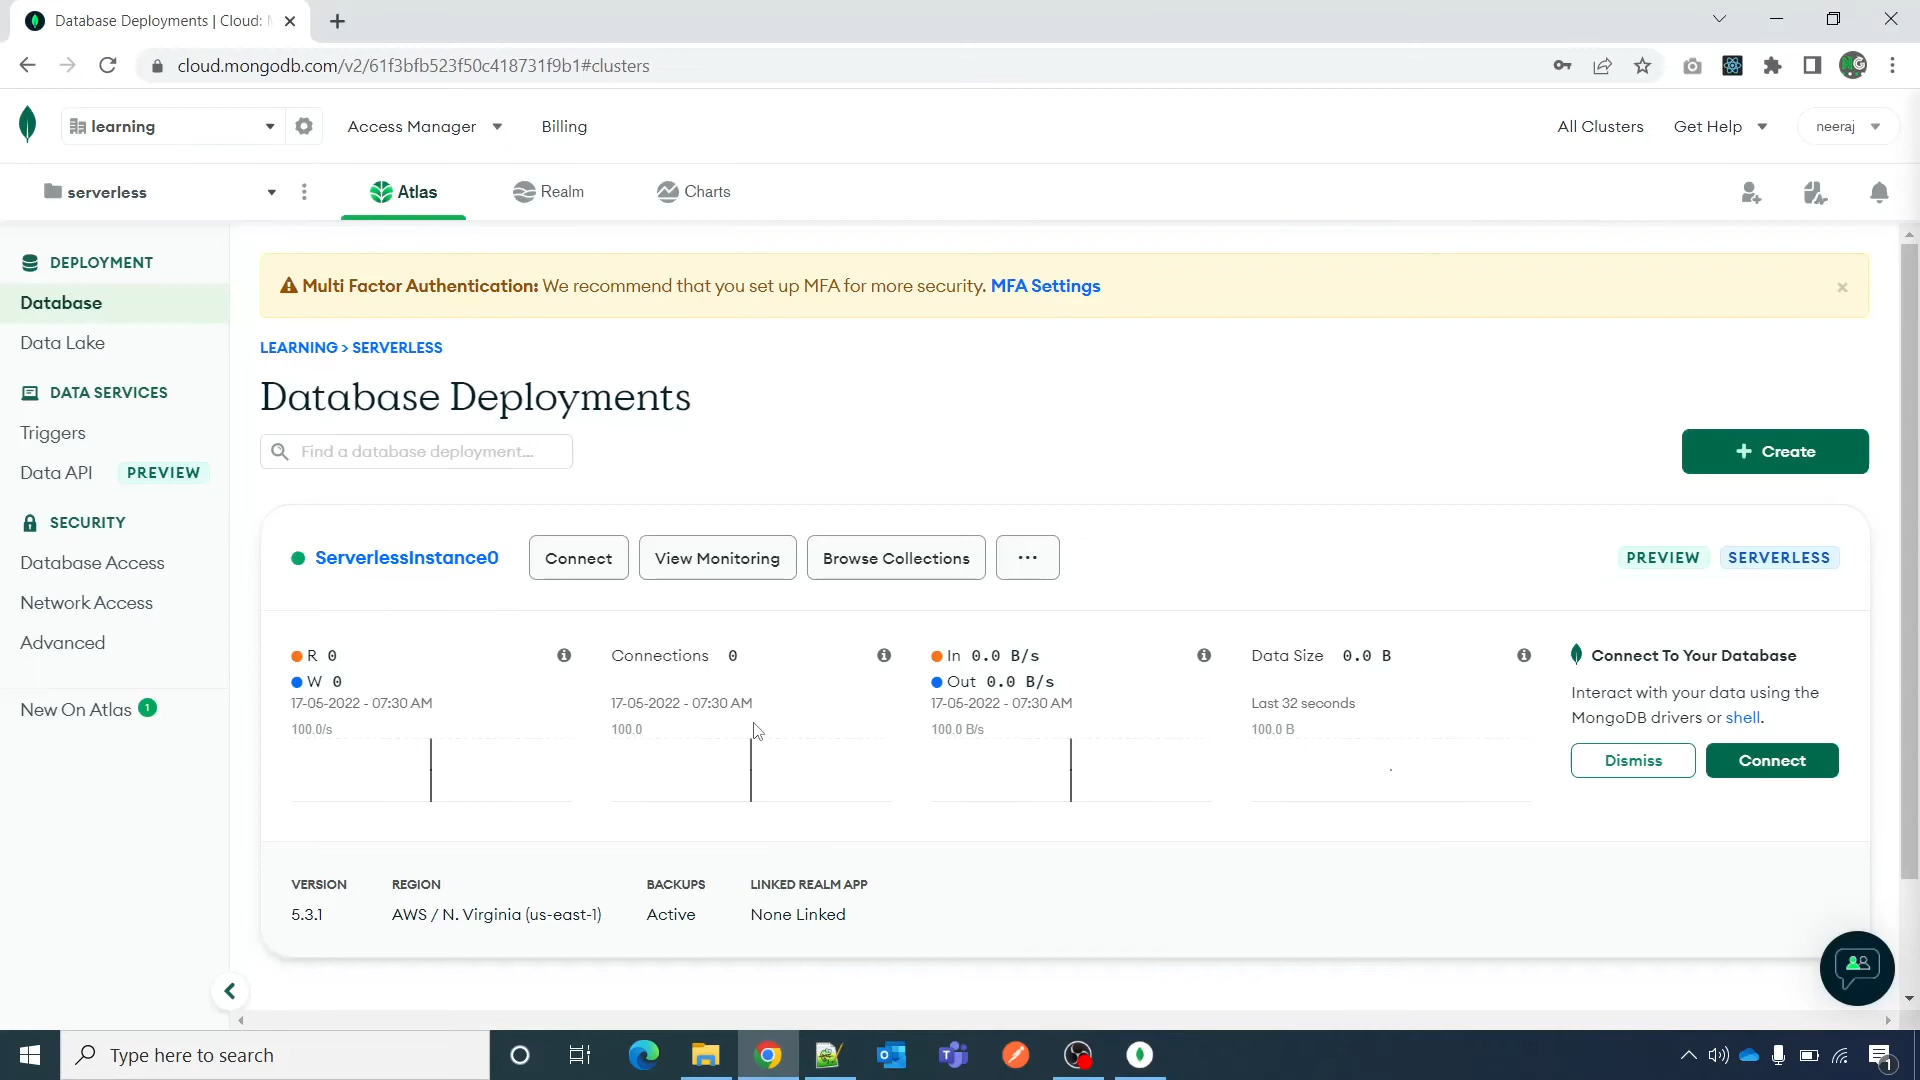 Database Deployments | Cloud:
cloud.mongodb.com/v2/61f3bfb523f50c418731f9b1#clusters
learning
Access Manager
Billing
All Clusters
Get Help
neeraj
serverless
Atlas
Realm
Charts
DEPLOYMENT
Database
Data Lake
DATA SERVICES
Triggers
Data API PREVIEW
SECURITY
Database Access
Network Access
Advanced
New On Atlas 1
Multi Factor Authentication: We recommend that you set up MFA for more security. MFA Settings
LEARNING > SERVERLESS
Database Deployments
Find a database deployment...
+ Create
ServerlessInstance0
Connect
View Monitoring
Browse Collections
...
PREVIEW
SERVERLESS
R 0
W 0
17-05-2022 - 07:30 AM
100.0/s
Connections 0
17-05-2022 - 07:30 AM
100.0
In 0.0 B/s
Out 0.0 B/s
17-05-2022 - 07:30 AM
100.0 B/s
Data Size 0.0 B
Last 32 seconds
100.0 B
Connect To Your Database
Interact with your data using the
MongoDB drivers or shell.
Dismiss
Connect
VERSION
5.3.1
REGION
AWS / N. Virginia (us-east-1)
BACKUPS
Active
LINKED REALM APP
None Linked
Type here to search
1